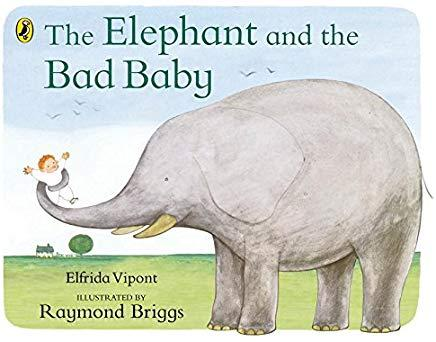 The Elephant and the
Bad Baby
Elfrida Vipont
ILLUSTRATED BY
Raymond Briggs